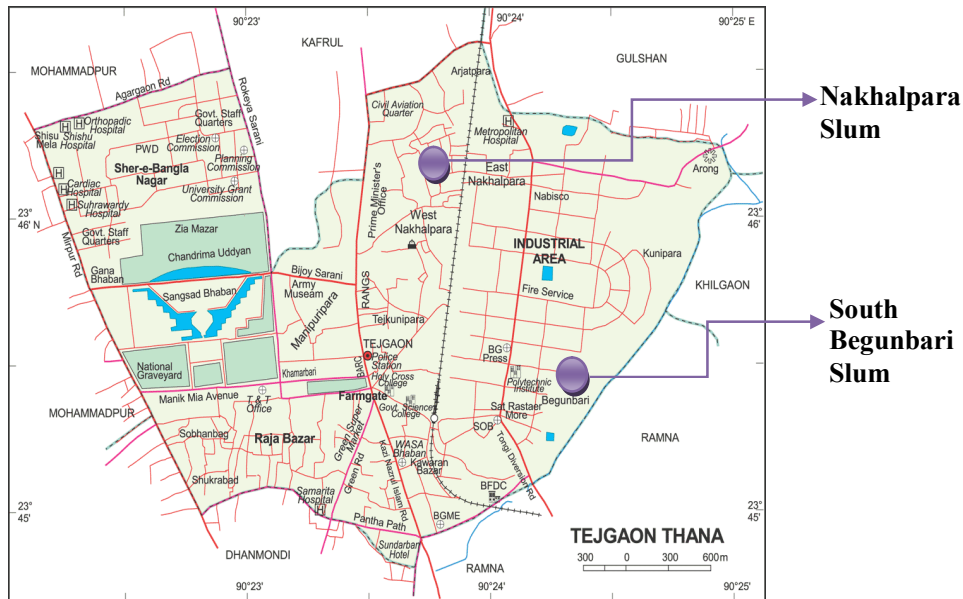 90°23'
90°24'
90°25' E
KAFRUL
GULSHAN
MOHAMMADPUR
Arjatpara
Agargaon Rd
Rokeya Sarani
Nakhalpara
Slum
Civil Aviation
Quarter
Govt. Staff
Quarters
H Orthopadic
Hospital
Shisu
Mela
Shishu
Hospital
H
Metropolitan
Hospital
Election
Commission
PWD
Planning
Commission
Sher-e-Bangla
Nagar
East
Nakhalpara
Arong
H
Cardiac
Hospital
University Grant
Commission
Prime Minister's
Office
Nabisco
H Suhrawardy
Hospital
23°
46' N
23°
46'
West
Nakhalpara
Zia Mazar
Govt. Staff
Quarters
Mirpur Rd
Chandrima Uddyan
INDUSTRIAL
AREA
Kunipara
Gana
Bhaban
Bijoy Sarani
Army
Museam
RANGS
KHILGAON
Sangsad Bhaban
Fire Service
Manipuripara
Tejkunipara
South
Begunbari
Slum
TEJGAON
Police
Station
BG
Press
BARC
National
Graveyard
Khamarbari
Holy Cross
College
Polytechnic
Institute
Manik Mia Avenue
T & T
Office
Farmgate
Govt. Science
College
Begunbari
MOHAMMADPUR
Sat Rastaer
More
Sobhanbag
Raja Bazar
Green Super
Market
SOB
RAMNA
WASA
Bhaban
Kawaran
Bazar
Tongi Diversion Rd
Green Rd
Kazi Nazrul Islam Rd
Shukrabad
Samarita
Hospital
H
BFDC
23°
45'
23°
45'
Pantha Path
BGME
TEJGAON THANA
Sundarban
Hotel
DHANMONDI
RAMNA
300 0 300 600 m
90°23'
90°24'
90°25'